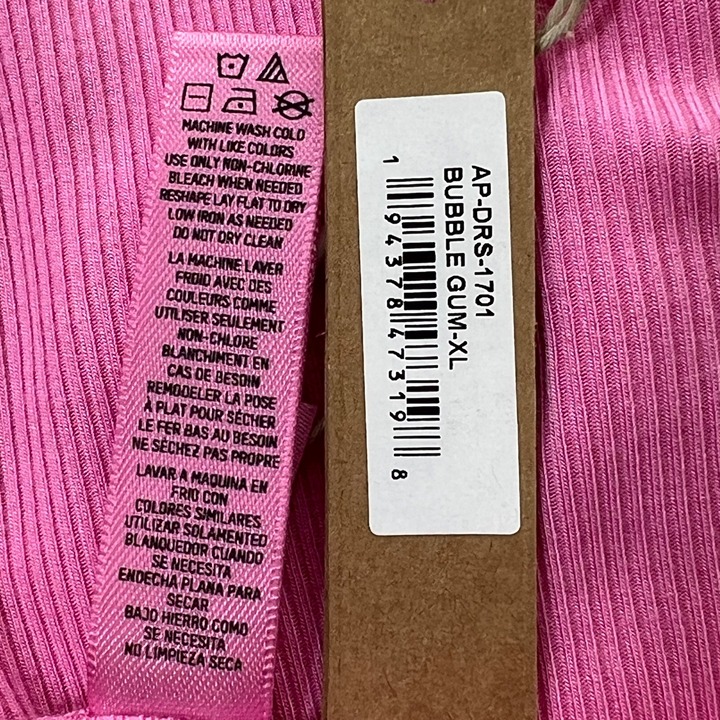 MACHINE WASH COLD
WITH LIKE COLORS
USE ONLY NON-CHLORINE
BLEACH WHEN NEEDED
RESHAPE LAY FLAT TO DRY
LOW IRON AS NEEDED
DO NOT DRY CLEAN
LA MACHINE LAVER
FROID AVEC DES
COULEURS COMME
UTILISER SEULEMENT
NON-CHLORE
BLANCHIMENT EN
CAS DE BESOIN
REMODELER LA POSE
A PLAT POUR SÉCHER
LE FER BAS AU BESOIN
NE SÉCHEZ PAS PROPRE
LAVAR A MAQUINA EN
FRIO CON
COLORES SIMILARES
UTILIZAR SOLAMENTED
BLANQUEDOR CUANDO
SE NECESITA
ENDECHA PLANA PARA
SECAR
BAJO HIERRO COMO
SE NECESITA
NO LIMPIEZA SECA
AP-DRS-1701
BUBBLE GUM-XL
1 94378 47319 8